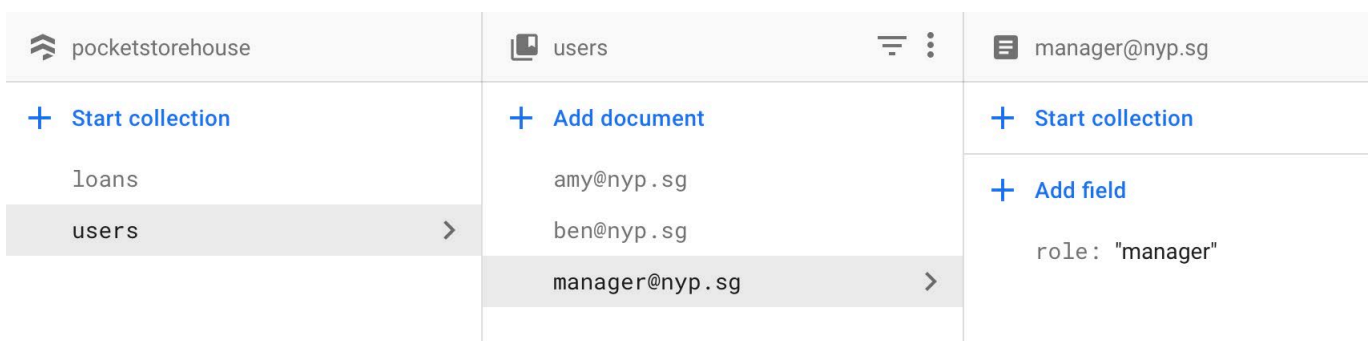 pocketstorehouse
users
manager@nyp.sg
+ Start collection
+ Add document
+ Start collection
loans
amy@nyp.sg
+ Add field
users
ben@nyp.sg
role: "manager"
manager@nyp.sg